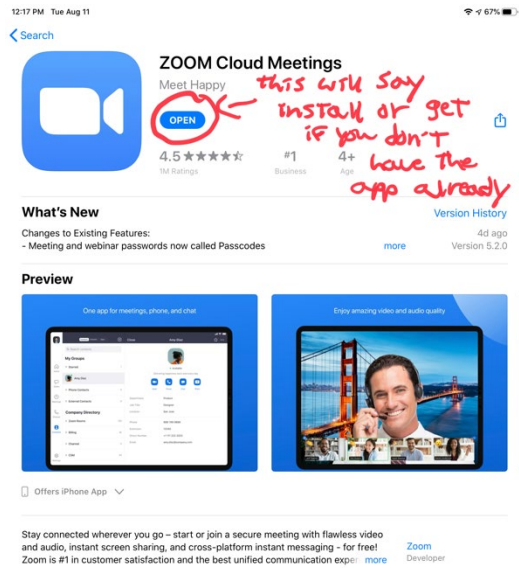 12:17 PM Tue Aug 11
67%
Search
ZOOM Cloud Meetings
Meet Happy
this will say
install or get
if you don't
have the
app already
OPEN
4.5
#1
4+
1M Ratings
Business
Age
What's New
Version History
Changes to Existing Features:
4d ago
- Meeting and webinar passwords now called Passcodes
more
Version 5.2.0
Preview
One app for meetings, phone, and chat
Enjoy amazing video and audio quality
My Groups
Company Directory
Offers iPhone App
Stay connected wherever you go – start or join a secure meeting with flawless video
and audio, instant screen sharing, and cross-platform instant messaging - for free!
Zoom is #1 in customer satisfaction and the best unified communication exper
more
Zoom
Developer